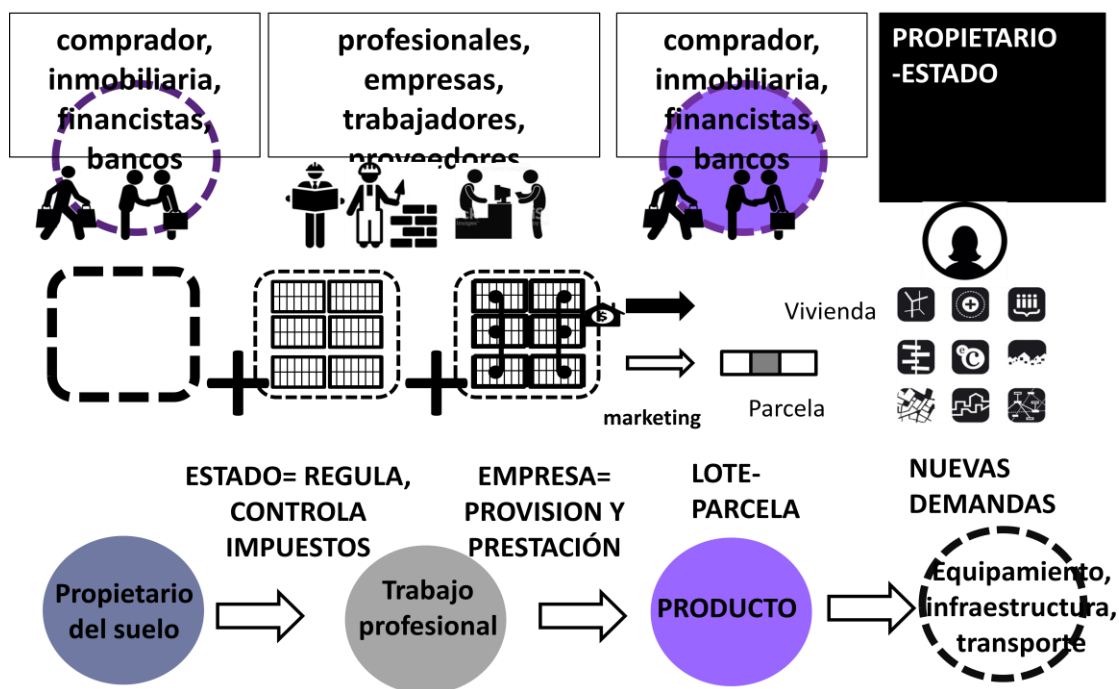 comprador,
inmobiliaria,
financistas,
bancos
profesionales,
empresas,
trabajadores,
proveedores
comprador,
inmobiliaria,
financistas,
bancos
PROPIETARIO
-ESTADO
Vivienda
marketing
Parcela
ESTADO= REGULA,
CONTROLA
IMPUESTOS
EMPRESA=
PROVISION Y
PRESTACIÓN
LOTE-
PARCELA
NUEVAS
DEMANDAS
Propietario
del suelo
Trabajo
profesional
PRODUCTO
Equipamiento,
infraestructura,
transporte